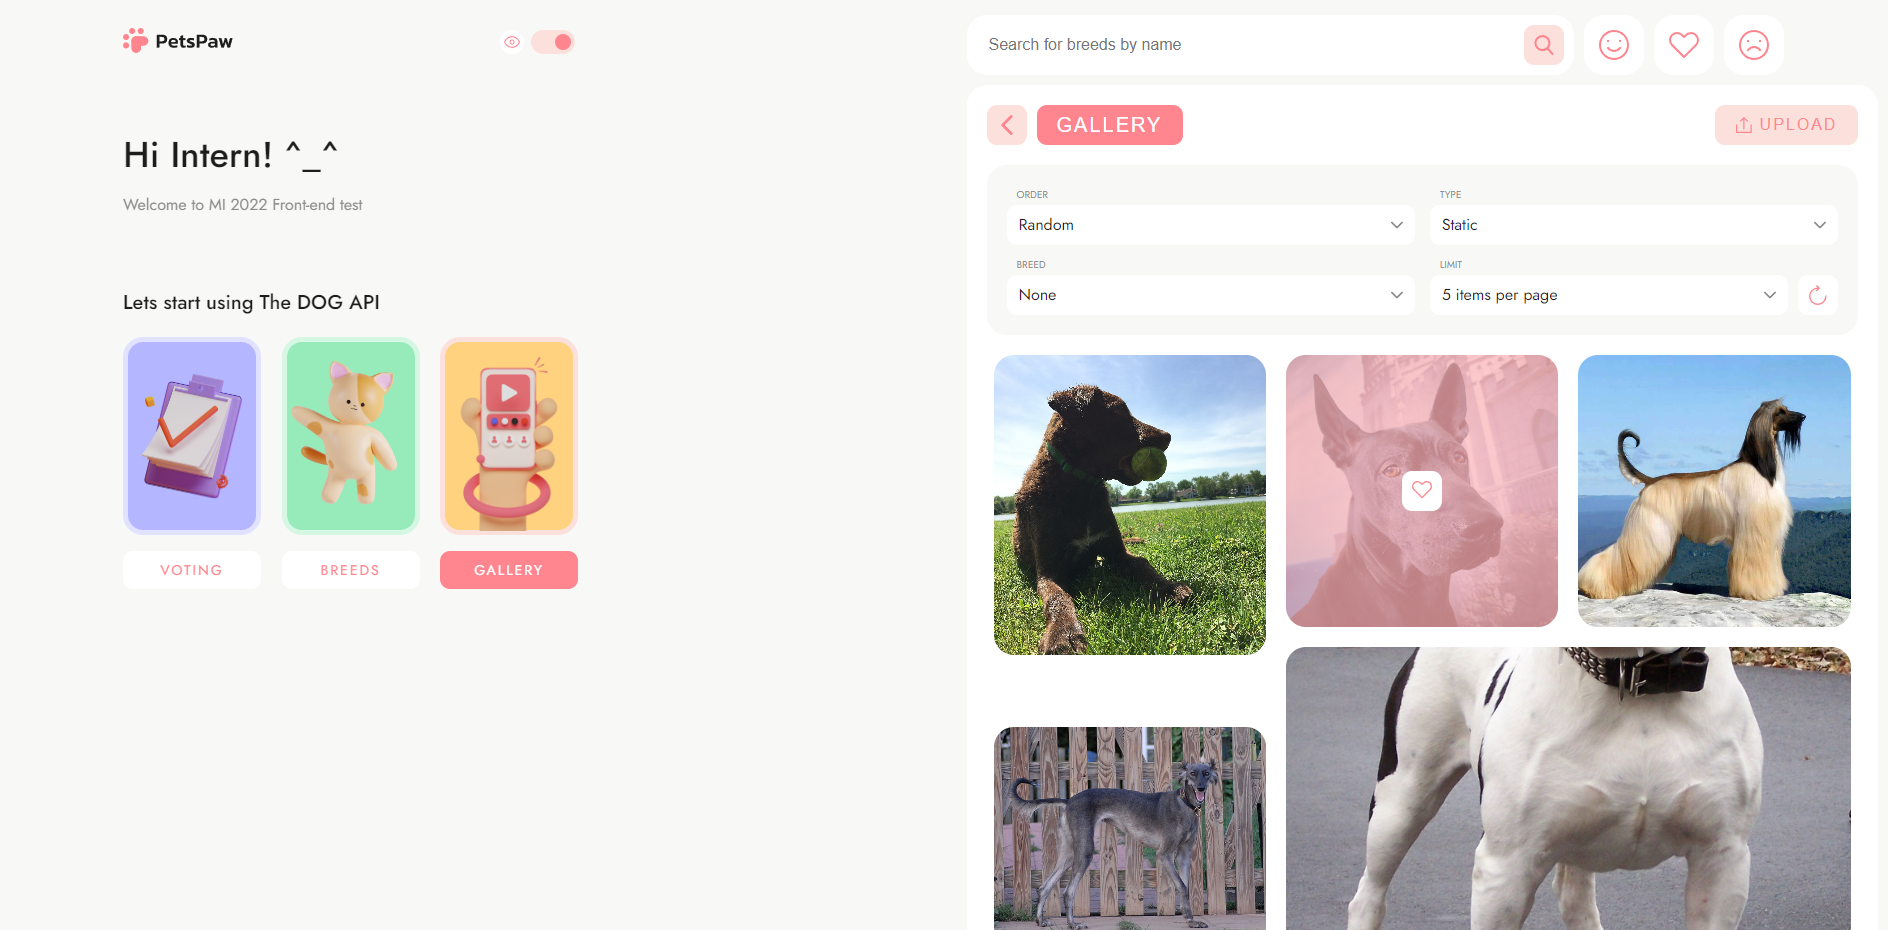 PetsPaw
Hi Intern! ^_^
Welcome to MI 2022 Front-end test
Lets start using The DOG API
VOTING
BREEDS
GALLERY
Search for breeds by name
GALLERY
UPLOAD
ORDER
TYPE
Random
Static
BREED
LIMIT
None
5 items per page